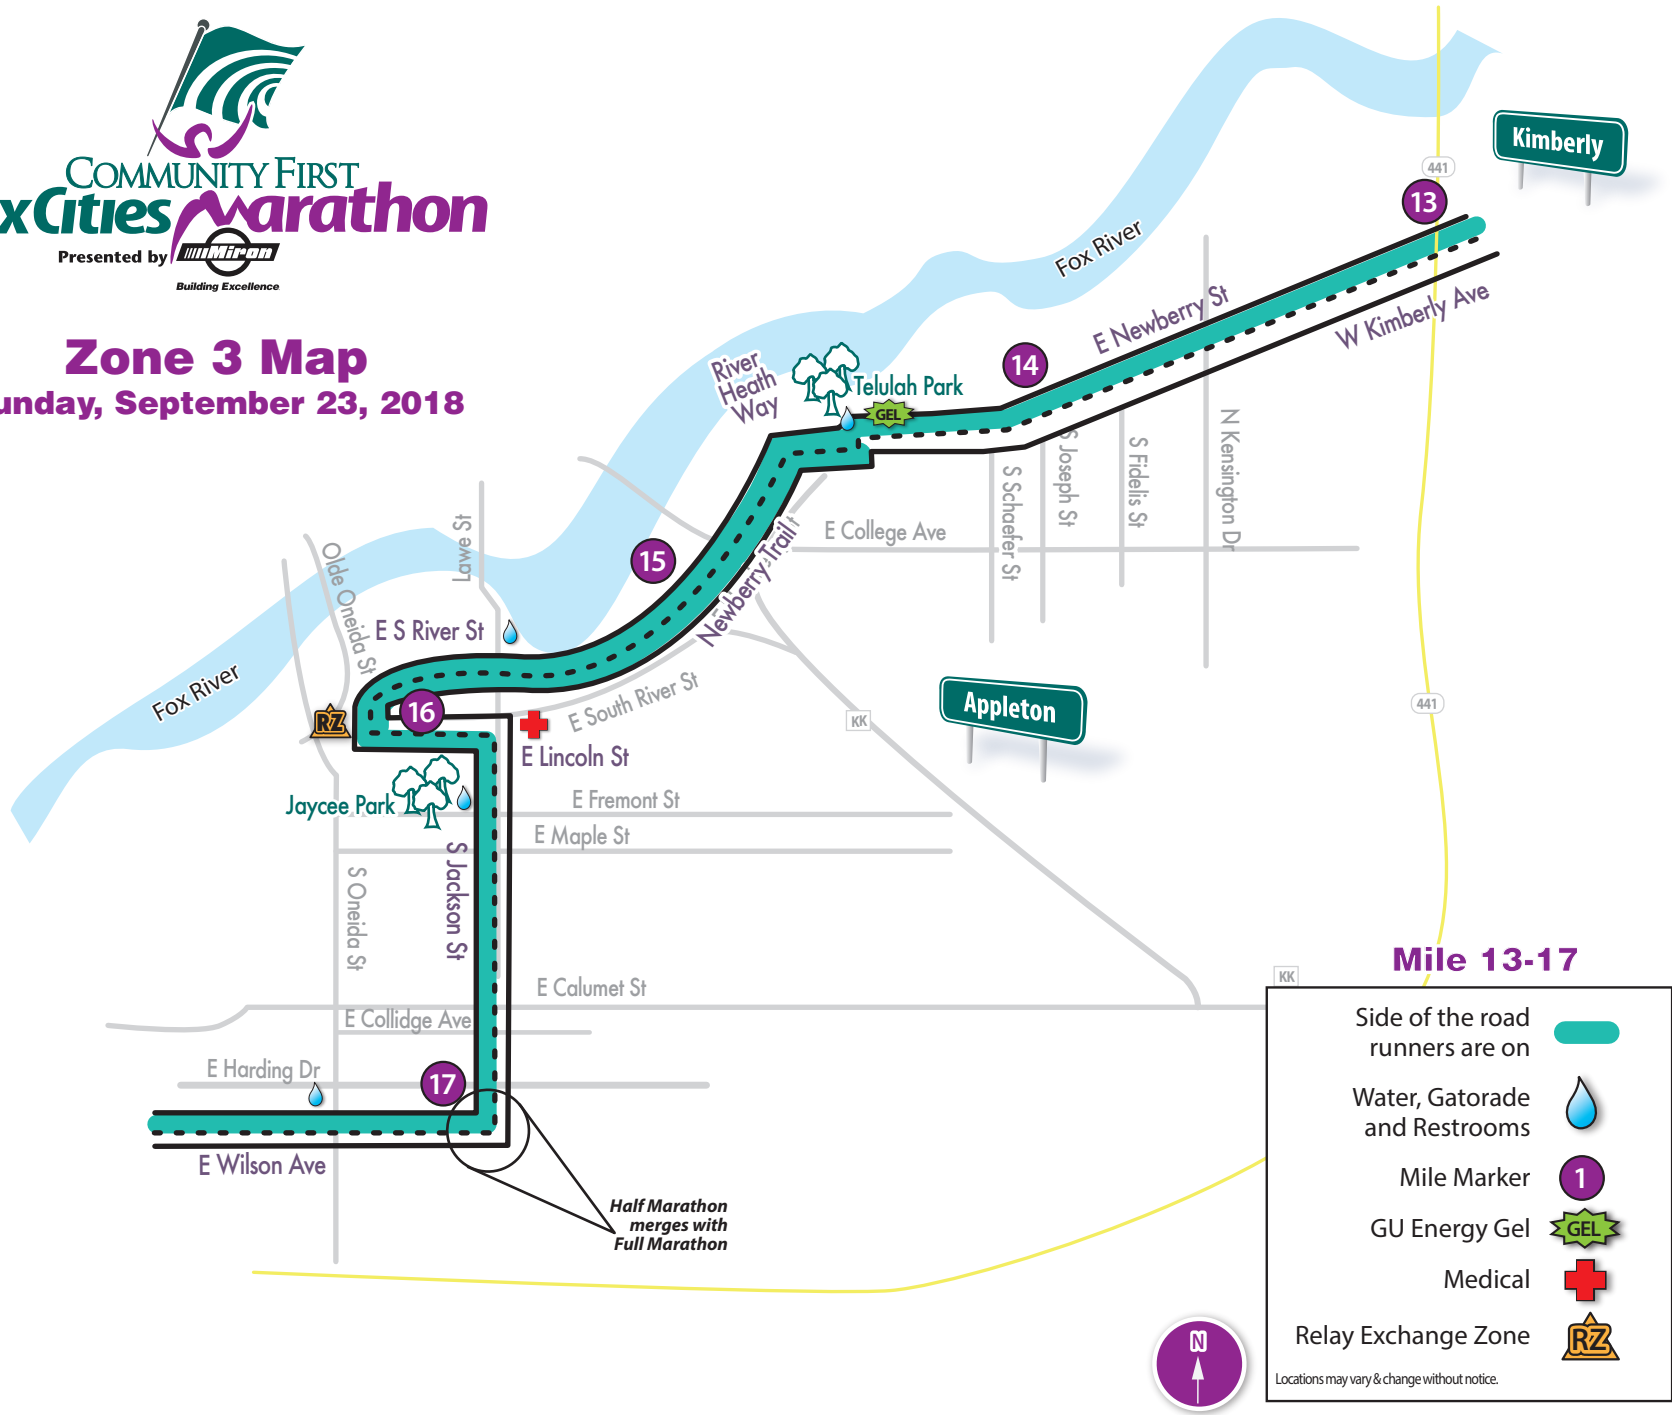 COMMUNITY FIRST
xCities Marathon
Presented by Miron
Building Excellence
Zone 3 Map
unday, September 23, 2018
Kimberly
441
13
Fox River
E Newberry St
W Kimberly Ave
14
River
Heath
Way
Telulah Park
GEL
N Kensington Dr
S Fidelis St
S Joseph St
S Schaefer St
E College Ave
Newberry Trail
15
Lawe St
Olde Oneida St
E S River St
Fox River
RZ
16
E South River St
KK
Appleton
441
E Lincoln St
Jaycee Park
E Fremont St
E Maple St
S Jackson St
S Oneida St
E Calumet St
KK
E Collidge Ave
E Harding Dr
17
E Wilson Ave
Half Marathon
merges with
Full Marathon
Mile 13-17
Side of the road
runners are on
Water, Gatorade
and Restrooms
Mile Marker 1
GU Energy Gel GEL
Medical
Relay Exchange Zone RZ
Locations may vary & change without notice.
N